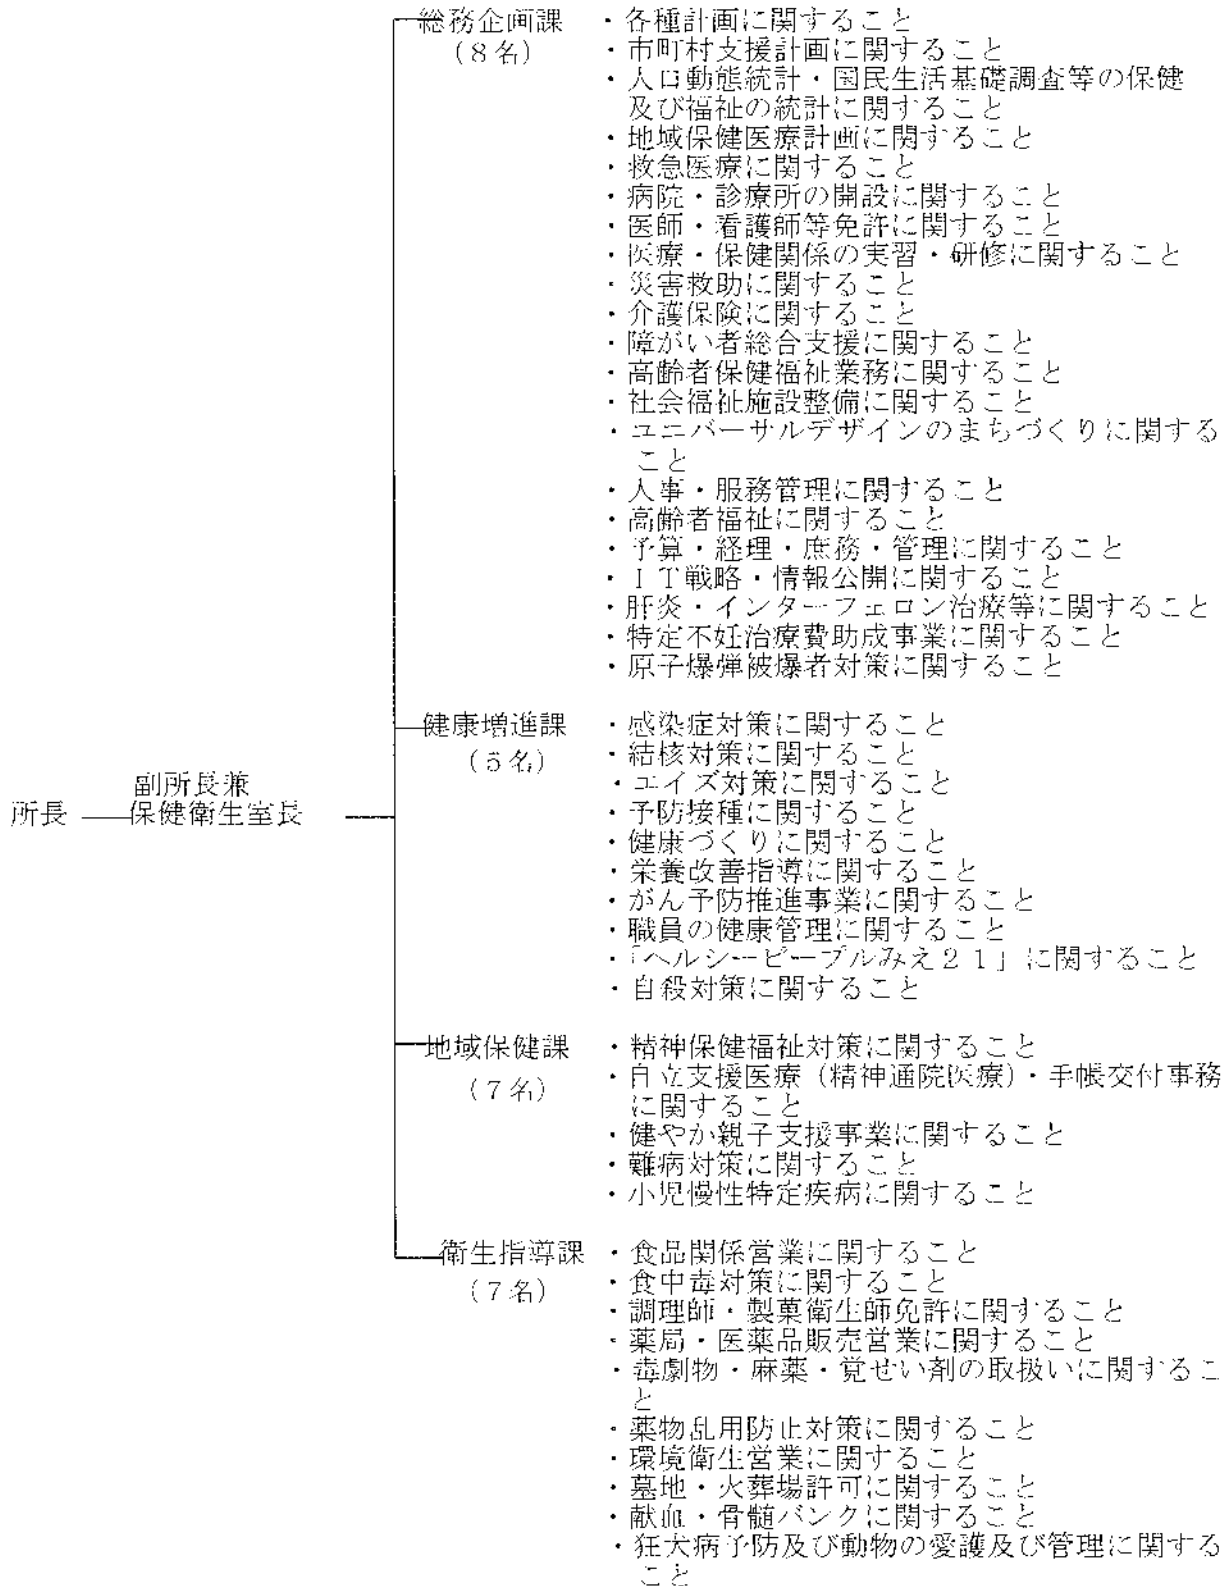 総務企画課
(8名)
・各種計画に関すること
・市町村支援計画に関すること
・人口動態統計・国民生活基礎調査等の保健
及び福祉の統計に関すること
・地域保健医療計画に関すること
・救急医療に関すること
・病院・診療所の開設に関すること
・医師・看護師等免許に関すること
・医療・保健関係の実習・研修に関すること
・災害救助に関すること
・介護保険に関すること
・障がい者総合支援に関すること
・高齢者保健福祉業務に関すること
・社会福祉施設整備に関すること
・ユニバーサルデザインのまちづくりに関する
こと
・人事・服務管理に関すること
・高齢者福祉に関すること
・予算・経理・庶務・管理に関すること
・IT戦略・情報公開に関すること
・肝炎・インターフェロン治療等に関すること
・特定不妊治療費助成事業に関すること
・原子爆弾被爆者対策に関すること
所長
副所長兼
保健衛生室長
健康増進課
(5名)
・感染症対策に関すること
・結核対策に関すること
・エイズ対策に関すること
・予防接種に関すること
・健康づくりに関すること
・栄養改善指導に関すること
・がん予防推進事業に関すること
・職員の健康管理に関すること
・「ヘルシーピープルみえ21」に関すること
・自殺対策に関すること
地域保健課
(7名)
・精神保健福祉対策に関すること
・自立支援医療(精神通院医療)・手帳交付事務
に関すること
・健やか親子支援事業に関すること
・難病対策に関すること
・小児慢性特定疾病に関すること
衛生指導課
(7名)
・食品関係営業に関すること
・食中毒対策に関すること
・調理師・製菓衛生師免許に関すること
・薬局・医薬品販売営業に関すること
・毒劇物・麻薬・覚せい剤の取扱いに関するこ
と
・薬物乱用防止対策に関すること
・環境衛生営業に関すること
・墓地・火葬場許可に関すること
・献血・骨髄バンクに関すること
・狂犬病予防及び動物の愛護及び管理に関する
こと